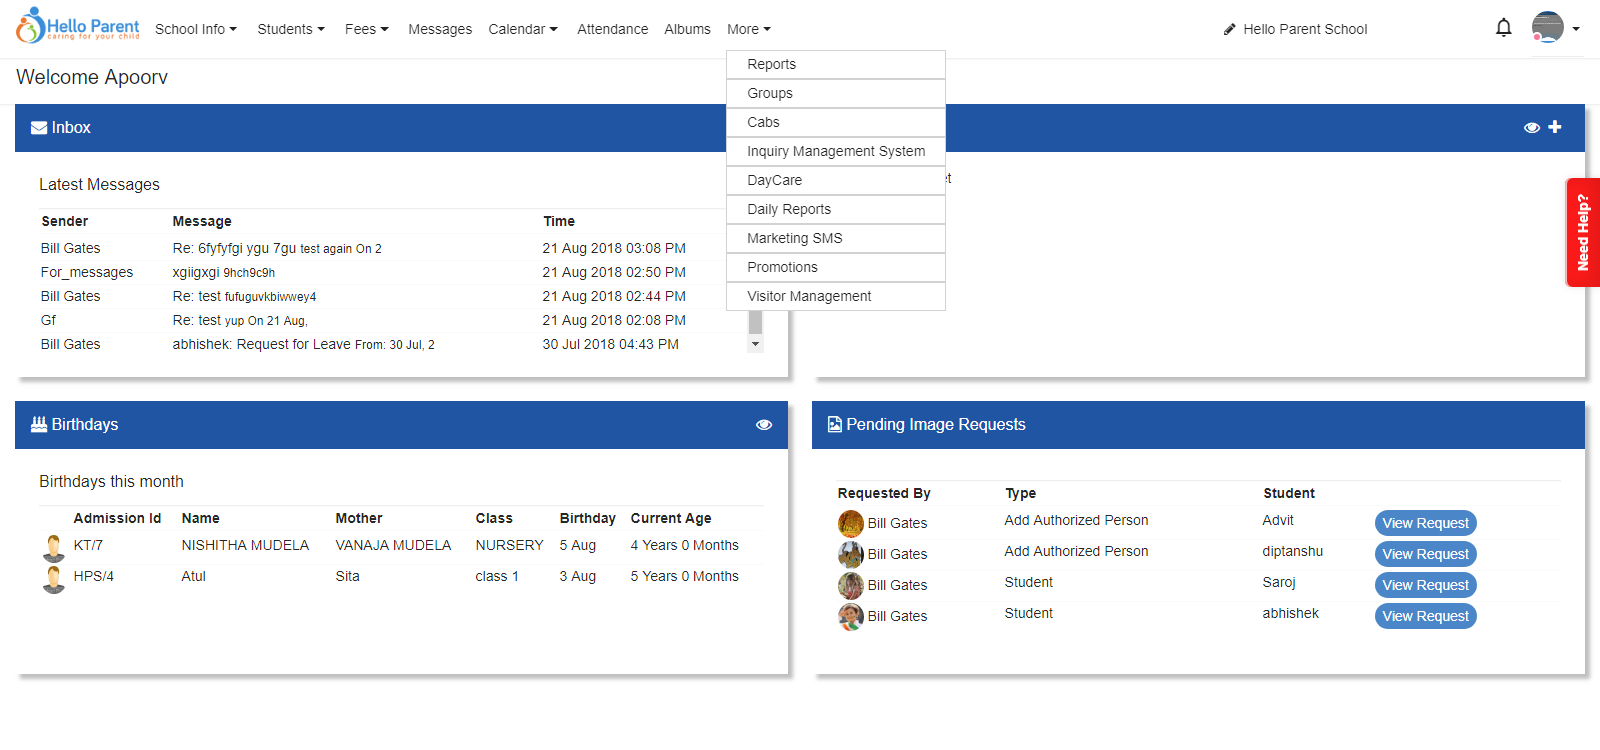 Hello Parent
caring for your child
School Info Students Fees Messages Calendar Attendance Albums More Hello Parent School
Welcome Apoorv
Reports
Groups
Cabs
Inquiry Management System
DayCare
Daily Reports
Marketing SMS
Promotions
Visitor Management
Inbox
Latest Messages
Sender Message Time
Bill Gates Re: 6fyfyfgi ygu 7gu test again On 2 21 Aug 2018 03:08 PM
For_messages xgiigxgi 9hch9c9h 21 Aug 2018 02:50 PM
Bill Gates Re: test fufuguvkbiwwey4 21 Aug 2018 02:44 PM
Gf Re: test yup On 21 Aug, 21 Aug 2018 02:08 PM
Bill Gates abhishek: Request for Leave From: 30 Jul, 2 30 Jul 2018 04:43 PM
Need Help?
Birthdays
Birthdays this month
Admission Id Name Mother Class Birthday Current Age
KT/7 NISHITHA MUDELA VANAJA MUDELA NURSERY 5 Aug 4 Years 0 Months
HPS/4 Atul Sita class 1 3 Aug 5 Years 0 Months
Pending Image Requests
Requested By Type Student
Bill Gates Add Authorized Person Advit View Request
Bill Gates Add Authorized Person diptanshu View Request
Bill Gates Student Saroj View Request
Bill Gates Student abhishek View Request